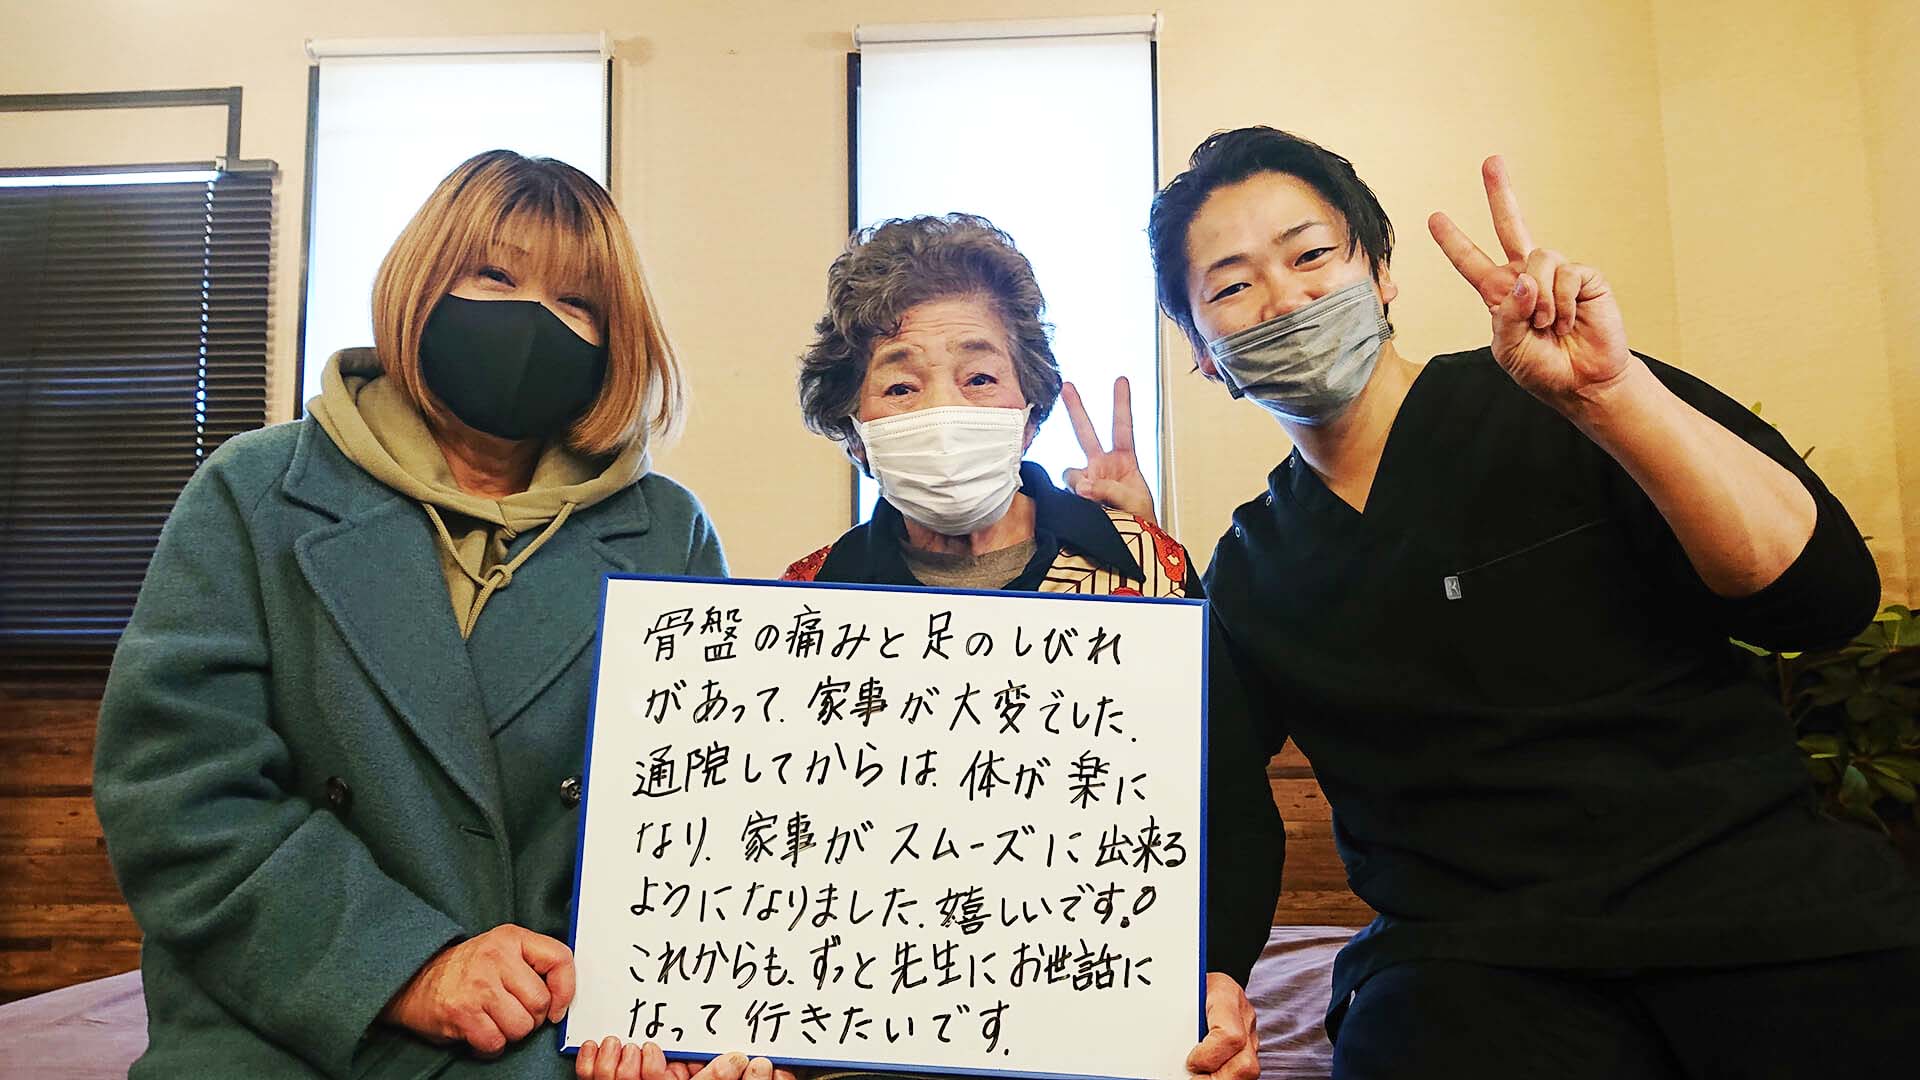 骨盤の痛みと足のしびれ
があって、家事が大変でした。
通院してからは、体が楽に
なり、家事がスムーズに出来る
ようになりました。嬉しいです。
これからも、ずっと先生にお世話に
なって行きたいです。